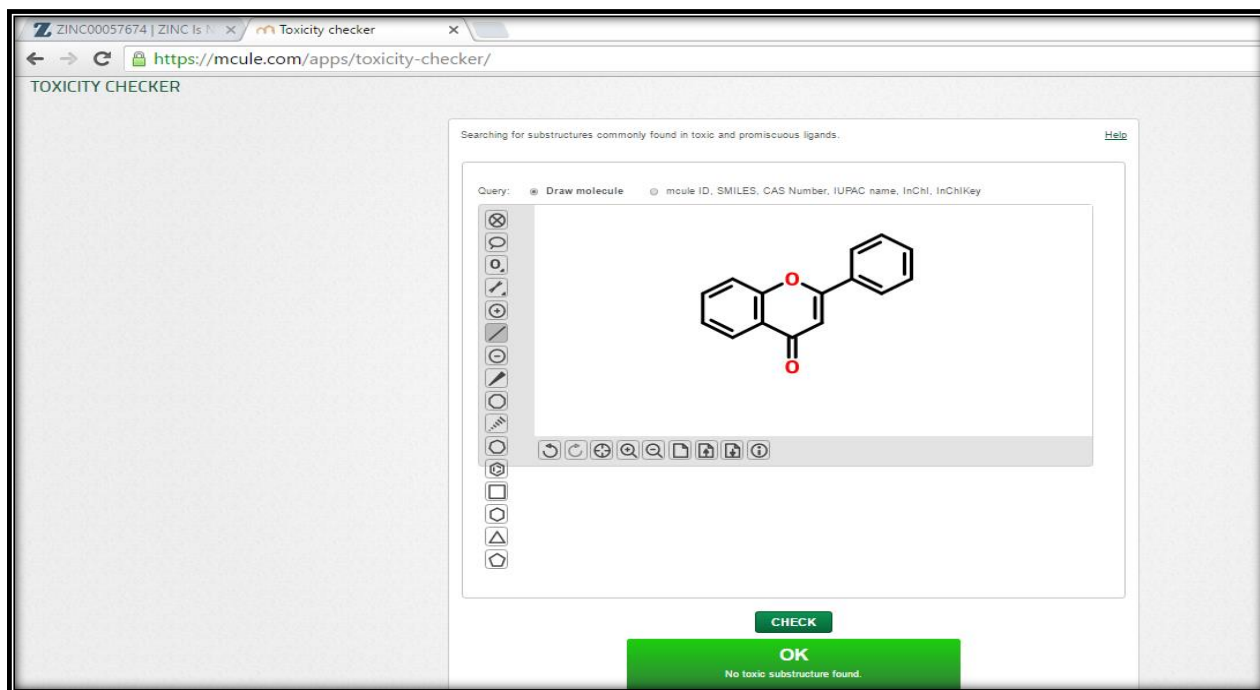 ZINC00057674 | ZINC Is N
Toxicity checker
https://mcule.com/apps/toxicity-checker/
TOXICITY CHECKER
Searching for substructures commonly found in toxic and promiscuous ligands.
Help
Query: Draw molecule mcule ID, SMILES, CAS Number, IUPAC name, InChI, InChIKey
O
O
O
CHECK
OK
No toxic substructure found.